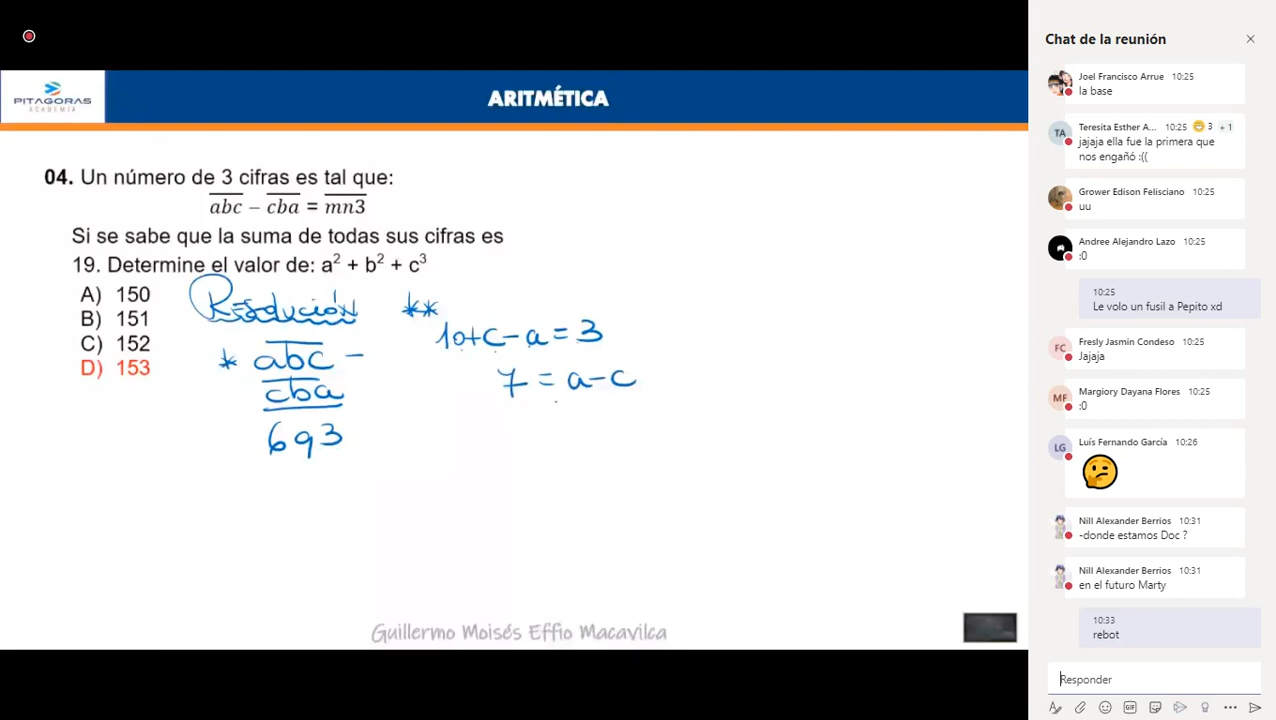 PITAGORAS
ACADEMIA
ARITMÉTICA
04. Un número de 3 cifras es tal que:
abc − cba = mn3
Si se sabe que la suma de todas sus cifras es
19. Determine el valor de: a² + b² + c³
A) 150
B) 151
C) 152
D) 153
Resolución
* abc −
cba
693
**
10+c−a=3
7=a−c
Guillermo Moisés Effio Macavilca
Chat de la reunión
Joel Francisco Arrue 10:25
la base
TA
Teresita Esther A... 10:25 3 +1
jajaja ella fue la primera que
nos engañó :((
Grower Edison Felisciano 10:25
uu
Andree Alejandro Lazo 10:25
:0
10:25
Le volo un fusil a Pepito xd
FC
Fresly Jasmin Condeso 10:25
Jajaja
MF
Margiory Dayana Flores 10:25
:0
LG
Luís Fernando García 10:26
Nill Alexander Berrios 10:31
-donde estamos Doc ?
Nill Alexander Berrios 10:31
en el futuro Marty
10:33
rebot
Responder
GIF